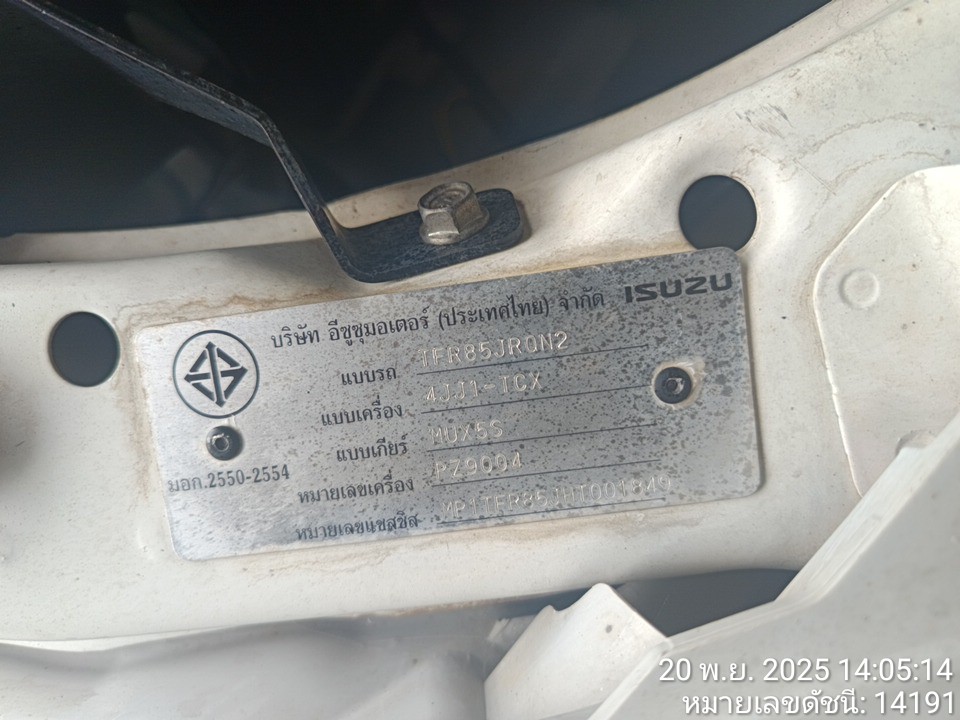 บริษัท อีซูซุมอเตอร์ (ประเทศไทย) จำกัด ISUZU
แบบรถ TFR85JRQN2
แบบเครื่อง 4JJ1-TCX
แบบเกียร์ MUX5S
หมายเลขเครื่อง PZ9004
หมายเลขแชสซิส
มอก.2550-2554
20 พ.ย. 2025 14:05:14
หมายเลขดัชนี: 14191